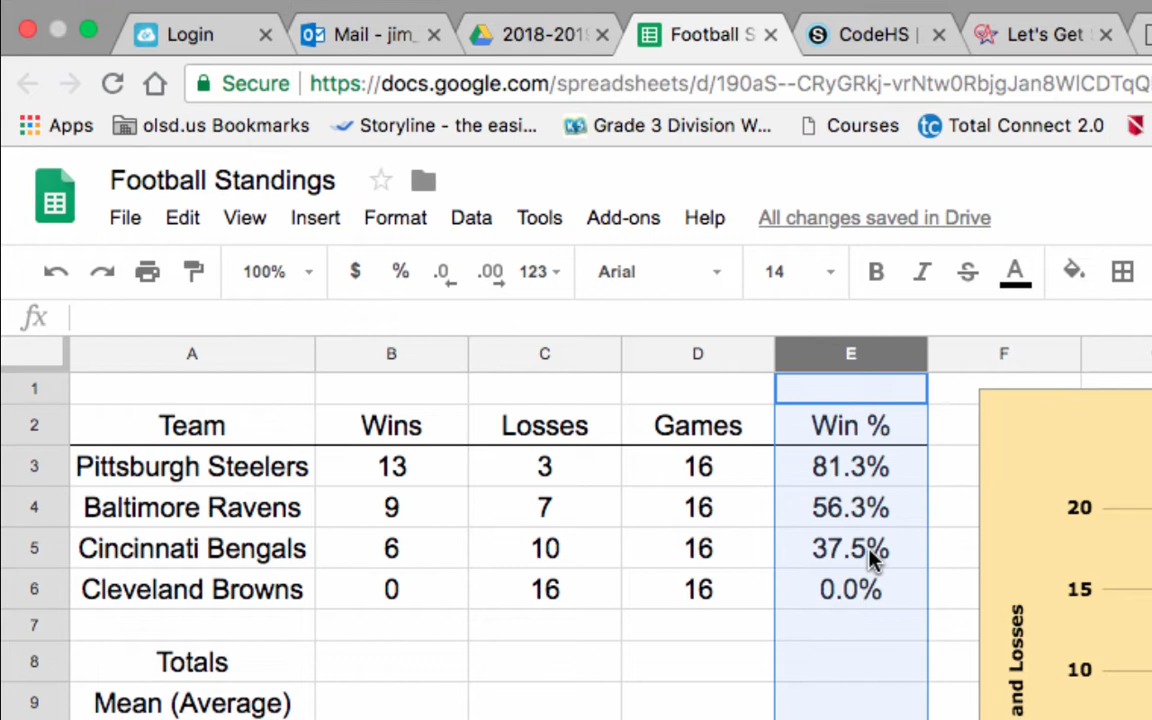 Login Mail - jim_ 2018-201 Football S CodeHS Let's Get
Secure https://docs.google.com/spreadsheets/d/190aS--CRyGRkj-vrNtw0RbjgJan8WlCDTqQ
Apps olsd.us Bookmarks Storyline - the easi... Grade 3 Division W... Courses tc Total Connect 2.0
Football Standings
File Edit View Insert Format Data Tools Add-ons Help All changes saved in Drive
100% $ % .0 .00 123 Arial 14 B I S A
fx
A B C D E F
1
2 Team Wins Losses Games Win %
3 Pittsburgh Steelers 13 3 16 81.3%
4 Baltimore Ravens 9 7 16 56.3% 20
5 Cincinnati Bengals 6 10 16 37.5%
6 Cleveland Browns 0 16 16 0.0% 15
7
8 Totals 10
9 Mean (Average)
and Losses